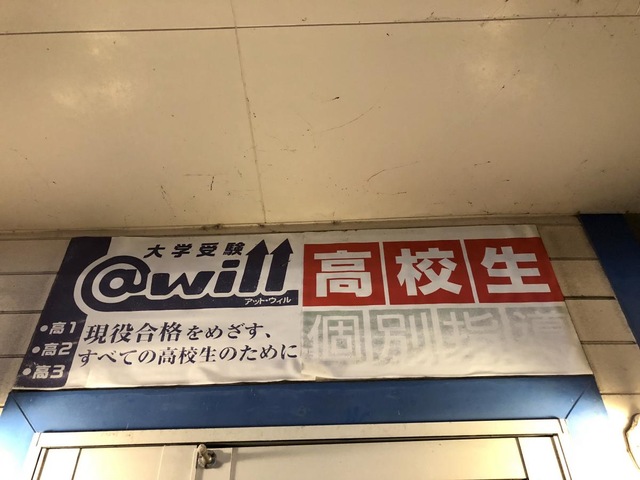 大学受験
@will
アット・ウィル
・高1
・高2
・高3
現役合格をめざす、
すべての高校生のために
高校生
個別指導